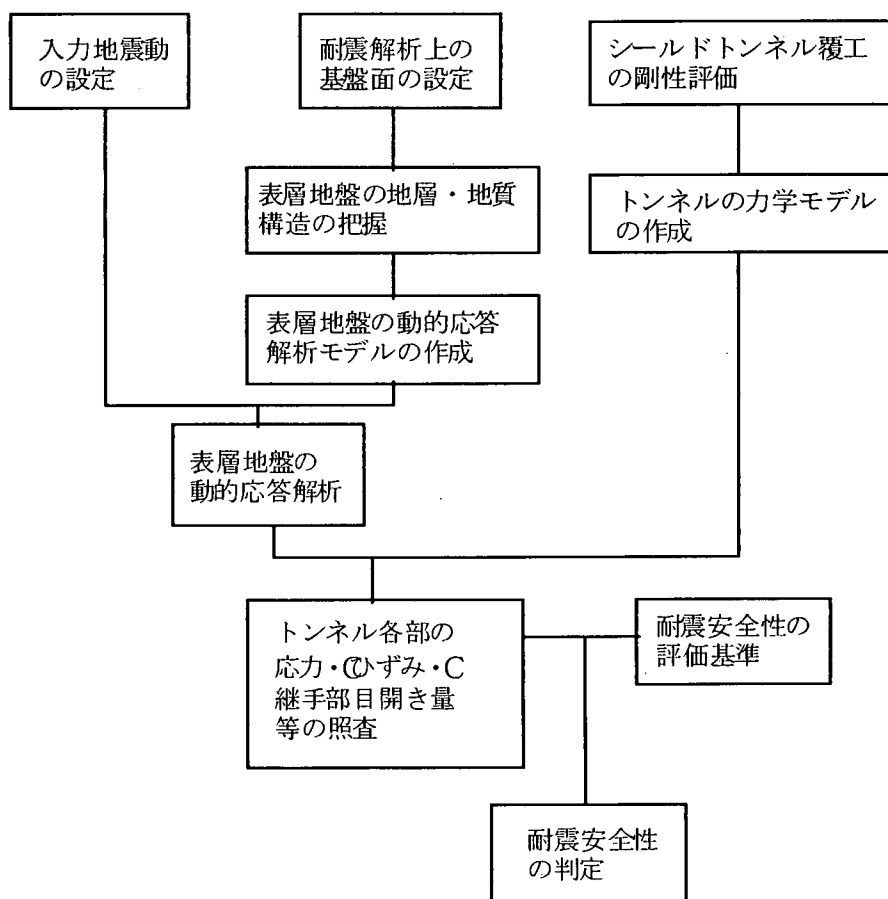 入力地震動
の設定
耐震解析上の
基盤面の設定
シールドトンネル覆工
の剛性評価
表層地盤の地層・地質
構造の把握
トンネルの力学モデル
の作成
表層地盤の動的応答
解析モデルの作成
表層地盤の
動的応答解析
トンネル各部の
応力・Cひずみ・C
継手部目開き量
等の照査
耐震安全性の
評価基準
耐震安全性
の判定